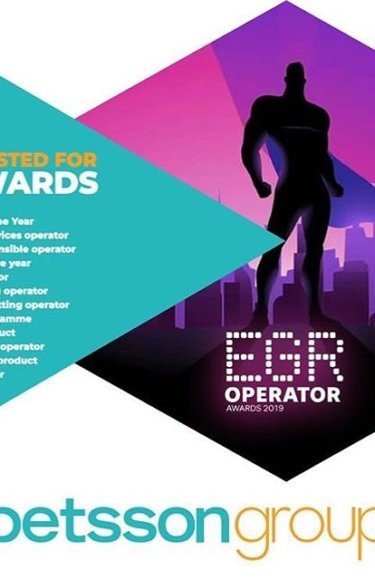 STED FOR
WARDS
he Year
vices operator
nsible operator
e year
or
g operator
tting operator
amme
uct
operator
product
r
EGR
OPERATOR
AWARDS 2019
betssongroup